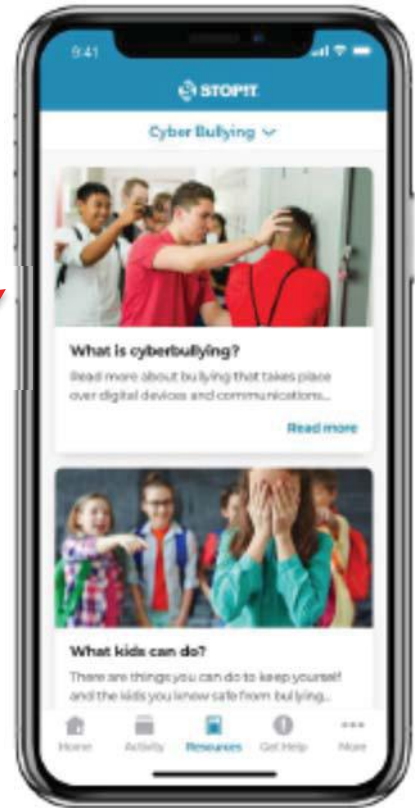 9:41
STOPIT
Cyber Bullying
What is cyberbullying?
Read more about bullying that takes place
over digital devices and communications...
Read more
What kids can do?
There are things you can do to keep yourself
and the kids you know safe from bullying...
Home Activity Resources Get Help More